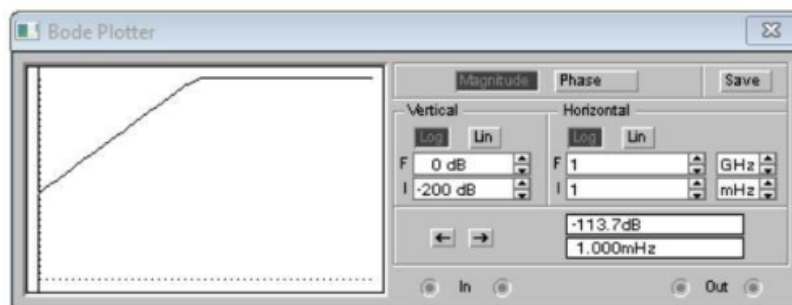 Bode Plotter
Magnitude Phase Save
Vertical Horizontal
Log Lin Log Lin
F 0 dB F 1 GHz
I -200 dB I 1 mHz
← →
-113.7dB
1.000mHz
In Out